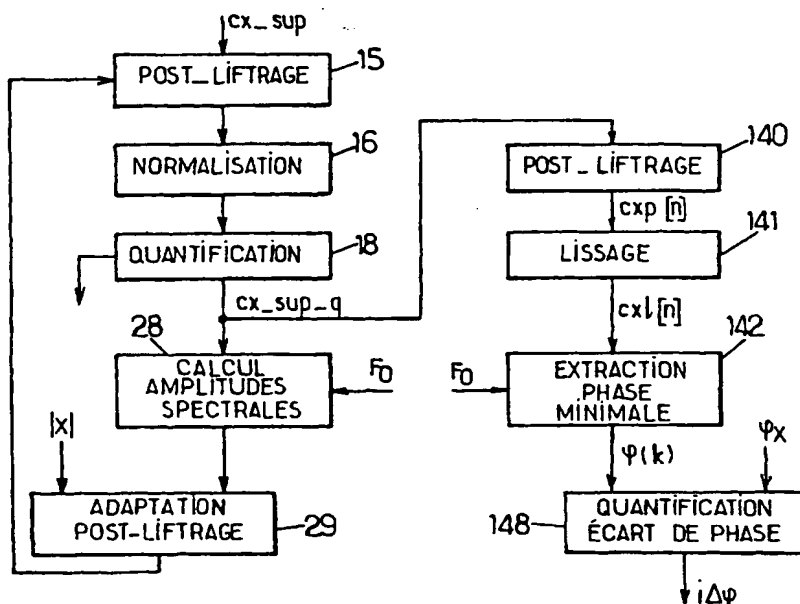 cx_sup
POST_LIFTRAGE
15
NORMALISATION
16
QUANTIFICATION
18
cx_sup_q
28
CALCUL
AMPLITUDES
SPECTRALES
F0
|X|
ADAPTATION
POST-LIFTRAGE
29
POST_LIFTRAGE
140
cxp[n]
LISSAGE
141
cxl[n]
142
F0
EXTRACTION
PHASE
MINIMALE
φ(k)
φX
148
QUANTIFICATION
ÉCART DE PHASE
iΔφ